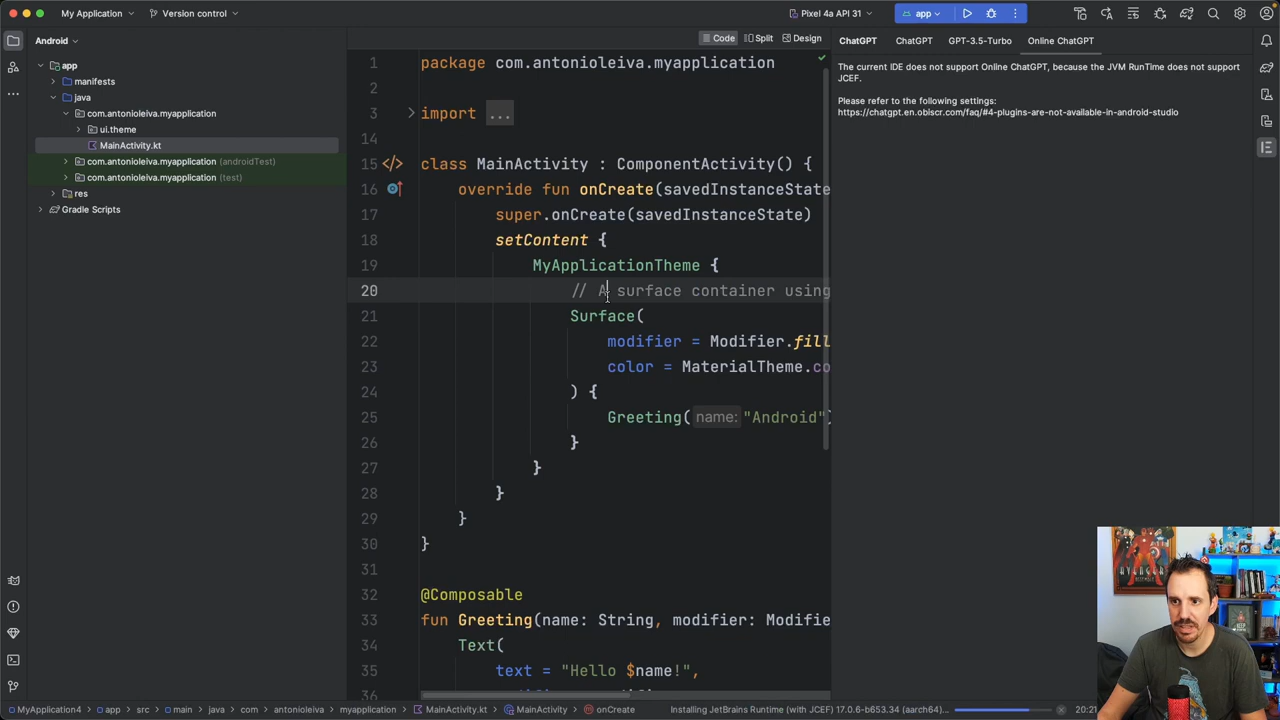 My Application
Version control
Pixel 4a API 31
app
Android
Code
Split
Design
ChatGPT
ChatGPT
GPT-3.5-Turbo
Online ChatGPT
app
manifests
java
com.antonioleiva.myapplication
ui.theme
MainActivity.kt
com.antonioleiva.myapplication (androidTest)
com.antonioleiva.myapplication (test)
res
Gradle Scripts
1 package com.antonioleiva.myapplication
2
3 import ...
14
15 class MainActivity : ComponentActivity() {
16 override fun onCreate(savedInstanceState
17 super.onCreate(savedInstanceState)
18 setContent {
19 MyApplicationTheme {
20 // A surface container using
21 Surface(
22 modifier = Modifier.fill
23 color = MaterialTheme.co
24 ) {
25 Greeting( name: "Android")
26 }
27 }
28 }
29 }
30 }
31
32 @Composable
33 fun Greeting(name: String, modifier: Modifie
34 Text(
35 text = "Hello $name!",
36
The current IDE does not support Online ChatGPT, because the JVM RunTime does not support
JCEF.
Please refer to the following settings:
https://chatgpt.en.obiscr.com/faq/#4-plugins-are-not-available-in-android-studio
MyApplication4 > app > src > main > java > com > antonioleiva > myapplication > MainActivity.kt > MainActivity > onCreate
Installing JetBrains Runtime (with JCEF) 17.0.6-b653.34 (aarch64)...
20:21